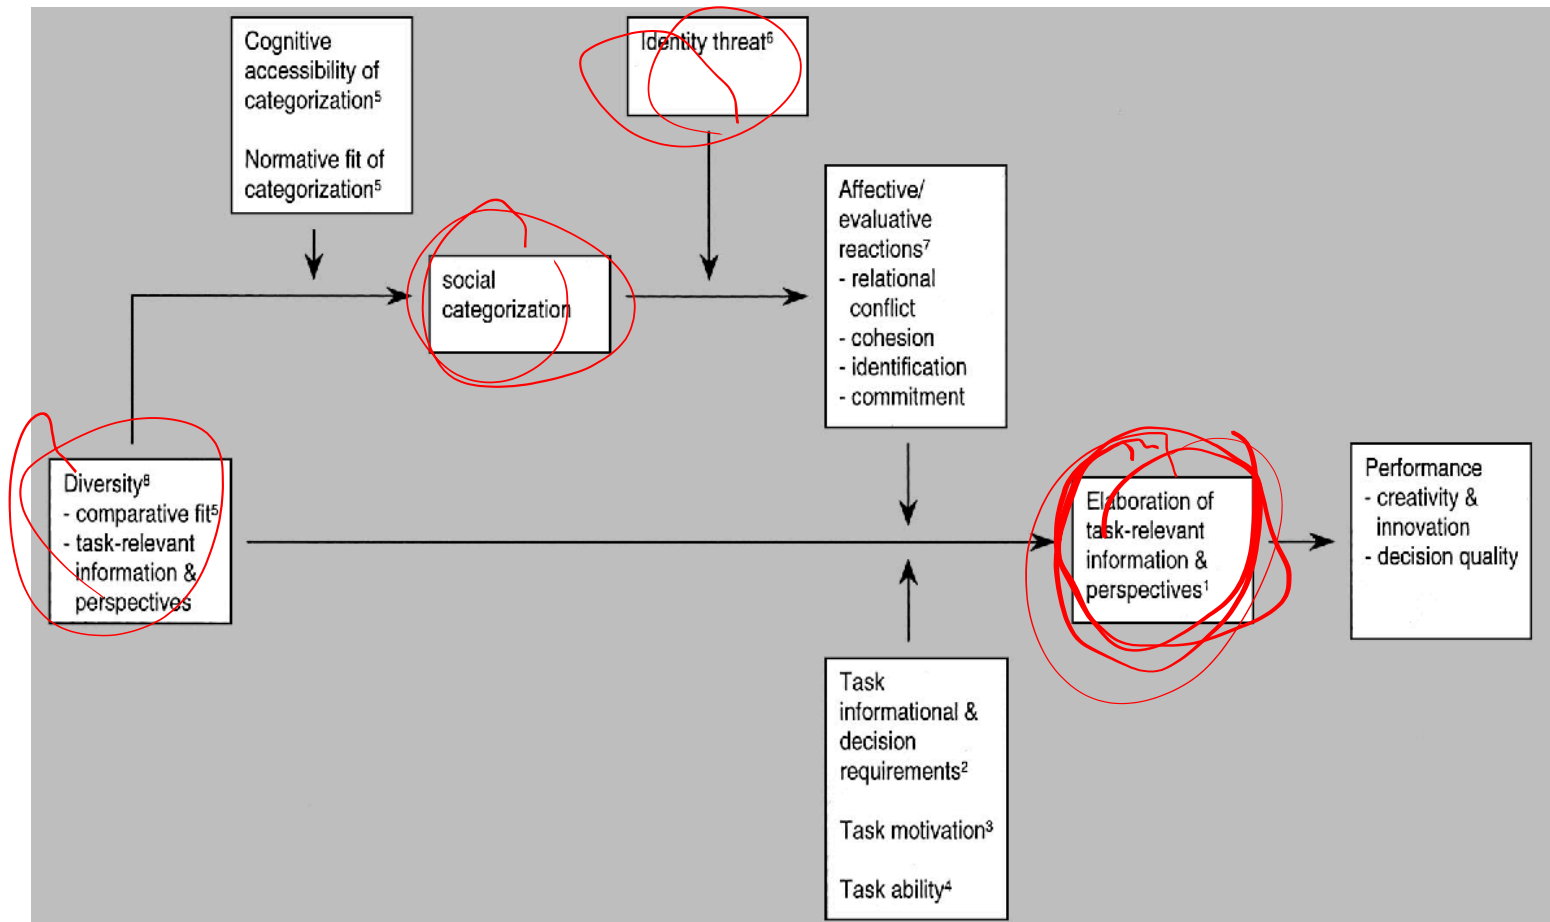 Cognitive
accessibility of
categorization⁵
Normative fit of
categorization⁵
Identity threat⁶
Affective/
evaluative
reactions⁷
- relational
conflict
- cohesion
- identification
- commitment
social
categorization
Diversity⁸
- comparative fit⁵
- task-relevant
information &
perspectives
Elaboration of
task-relevant
information &
perspectives¹
Performance
- creativity &
innovation
- decision quality
Task
informational &
decision
requirements²
Task motivation³
Task ability⁴